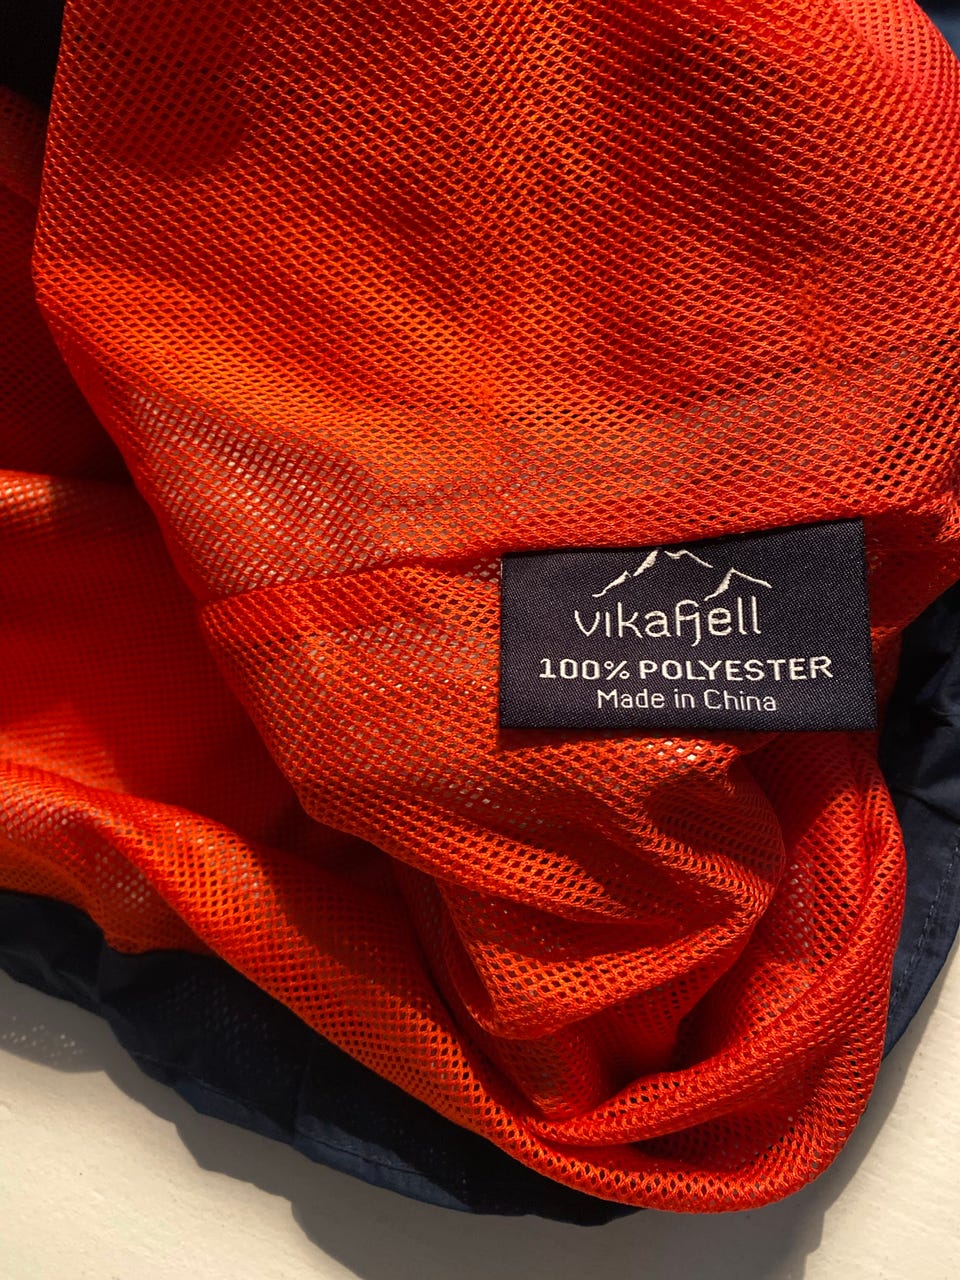 vikafjell
100% POLYESTER
Made in China